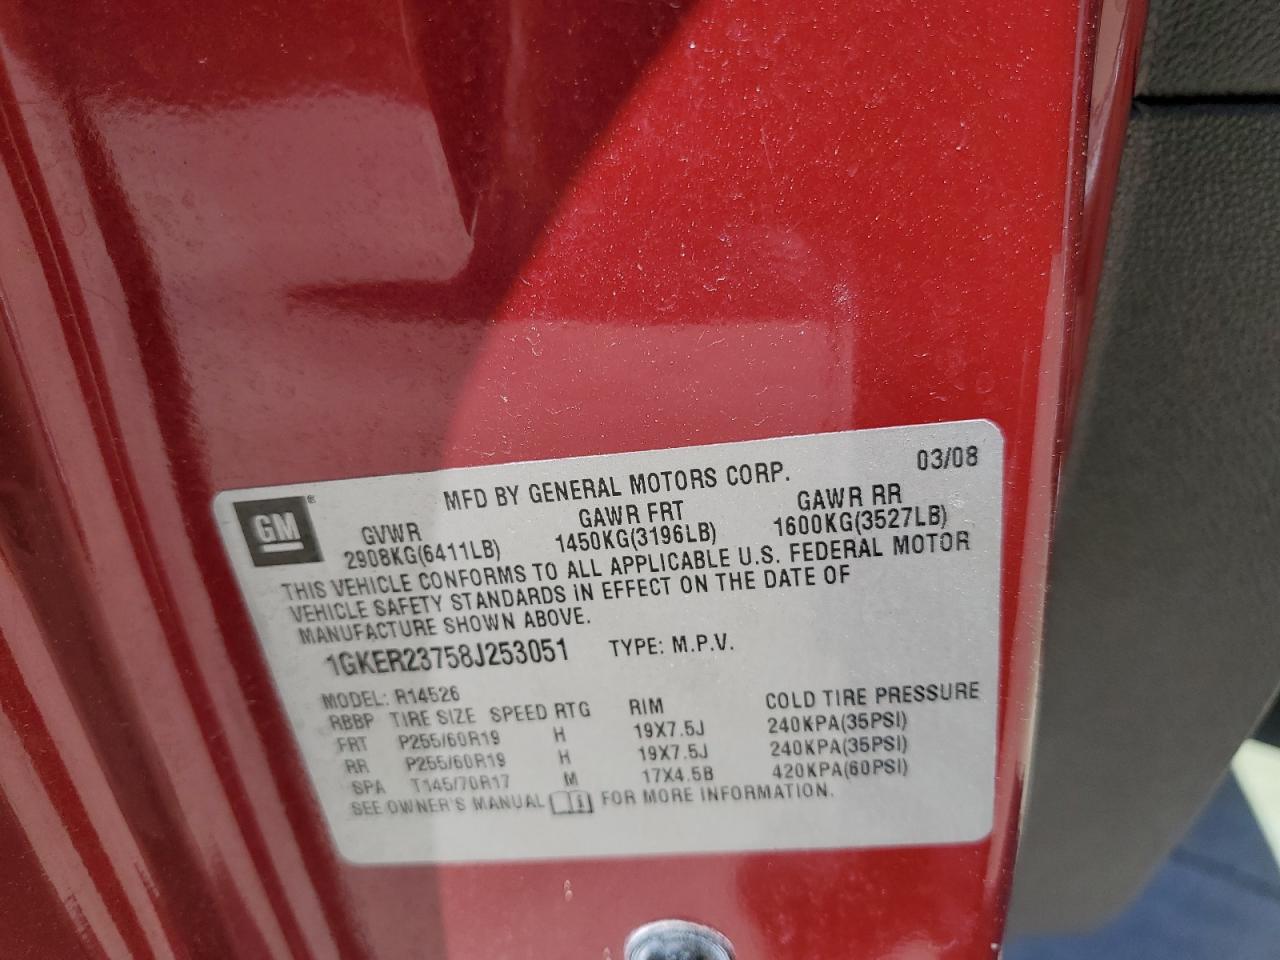 GM®
MFD BY GENERAL MOTORS CORP. 03/08
GVWR GAWR FRT GAWR RR
2908KG(6411LB) 1450KG(3196LB) 1600KG(3527LB)
THIS VEHICLE CONFORMS TO ALL APPLICABLE U.S. FEDERAL MOTOR
VEHICLE SAFETY STANDARDS IN EFFECT ON THE DATE OF
MANUFACTURE SHOWN ABOVE.
1GKER23758J253051 TYPE: M.P.V.
MODEL: R14526
RBBP TIRE SIZE SPEED RTG RIM COLD TIRE PRESSURE
FRT P255/60R19 H 19X7.5J 240KPA(35PSI)
RR P255/60R19 H 19X7.5J 240KPA(35PSI)
SPA T145/70R17 M 17X4.5B 420KPA(60PSI)
SEE OWNER'S MANUAL FOR MORE INFORMATION.